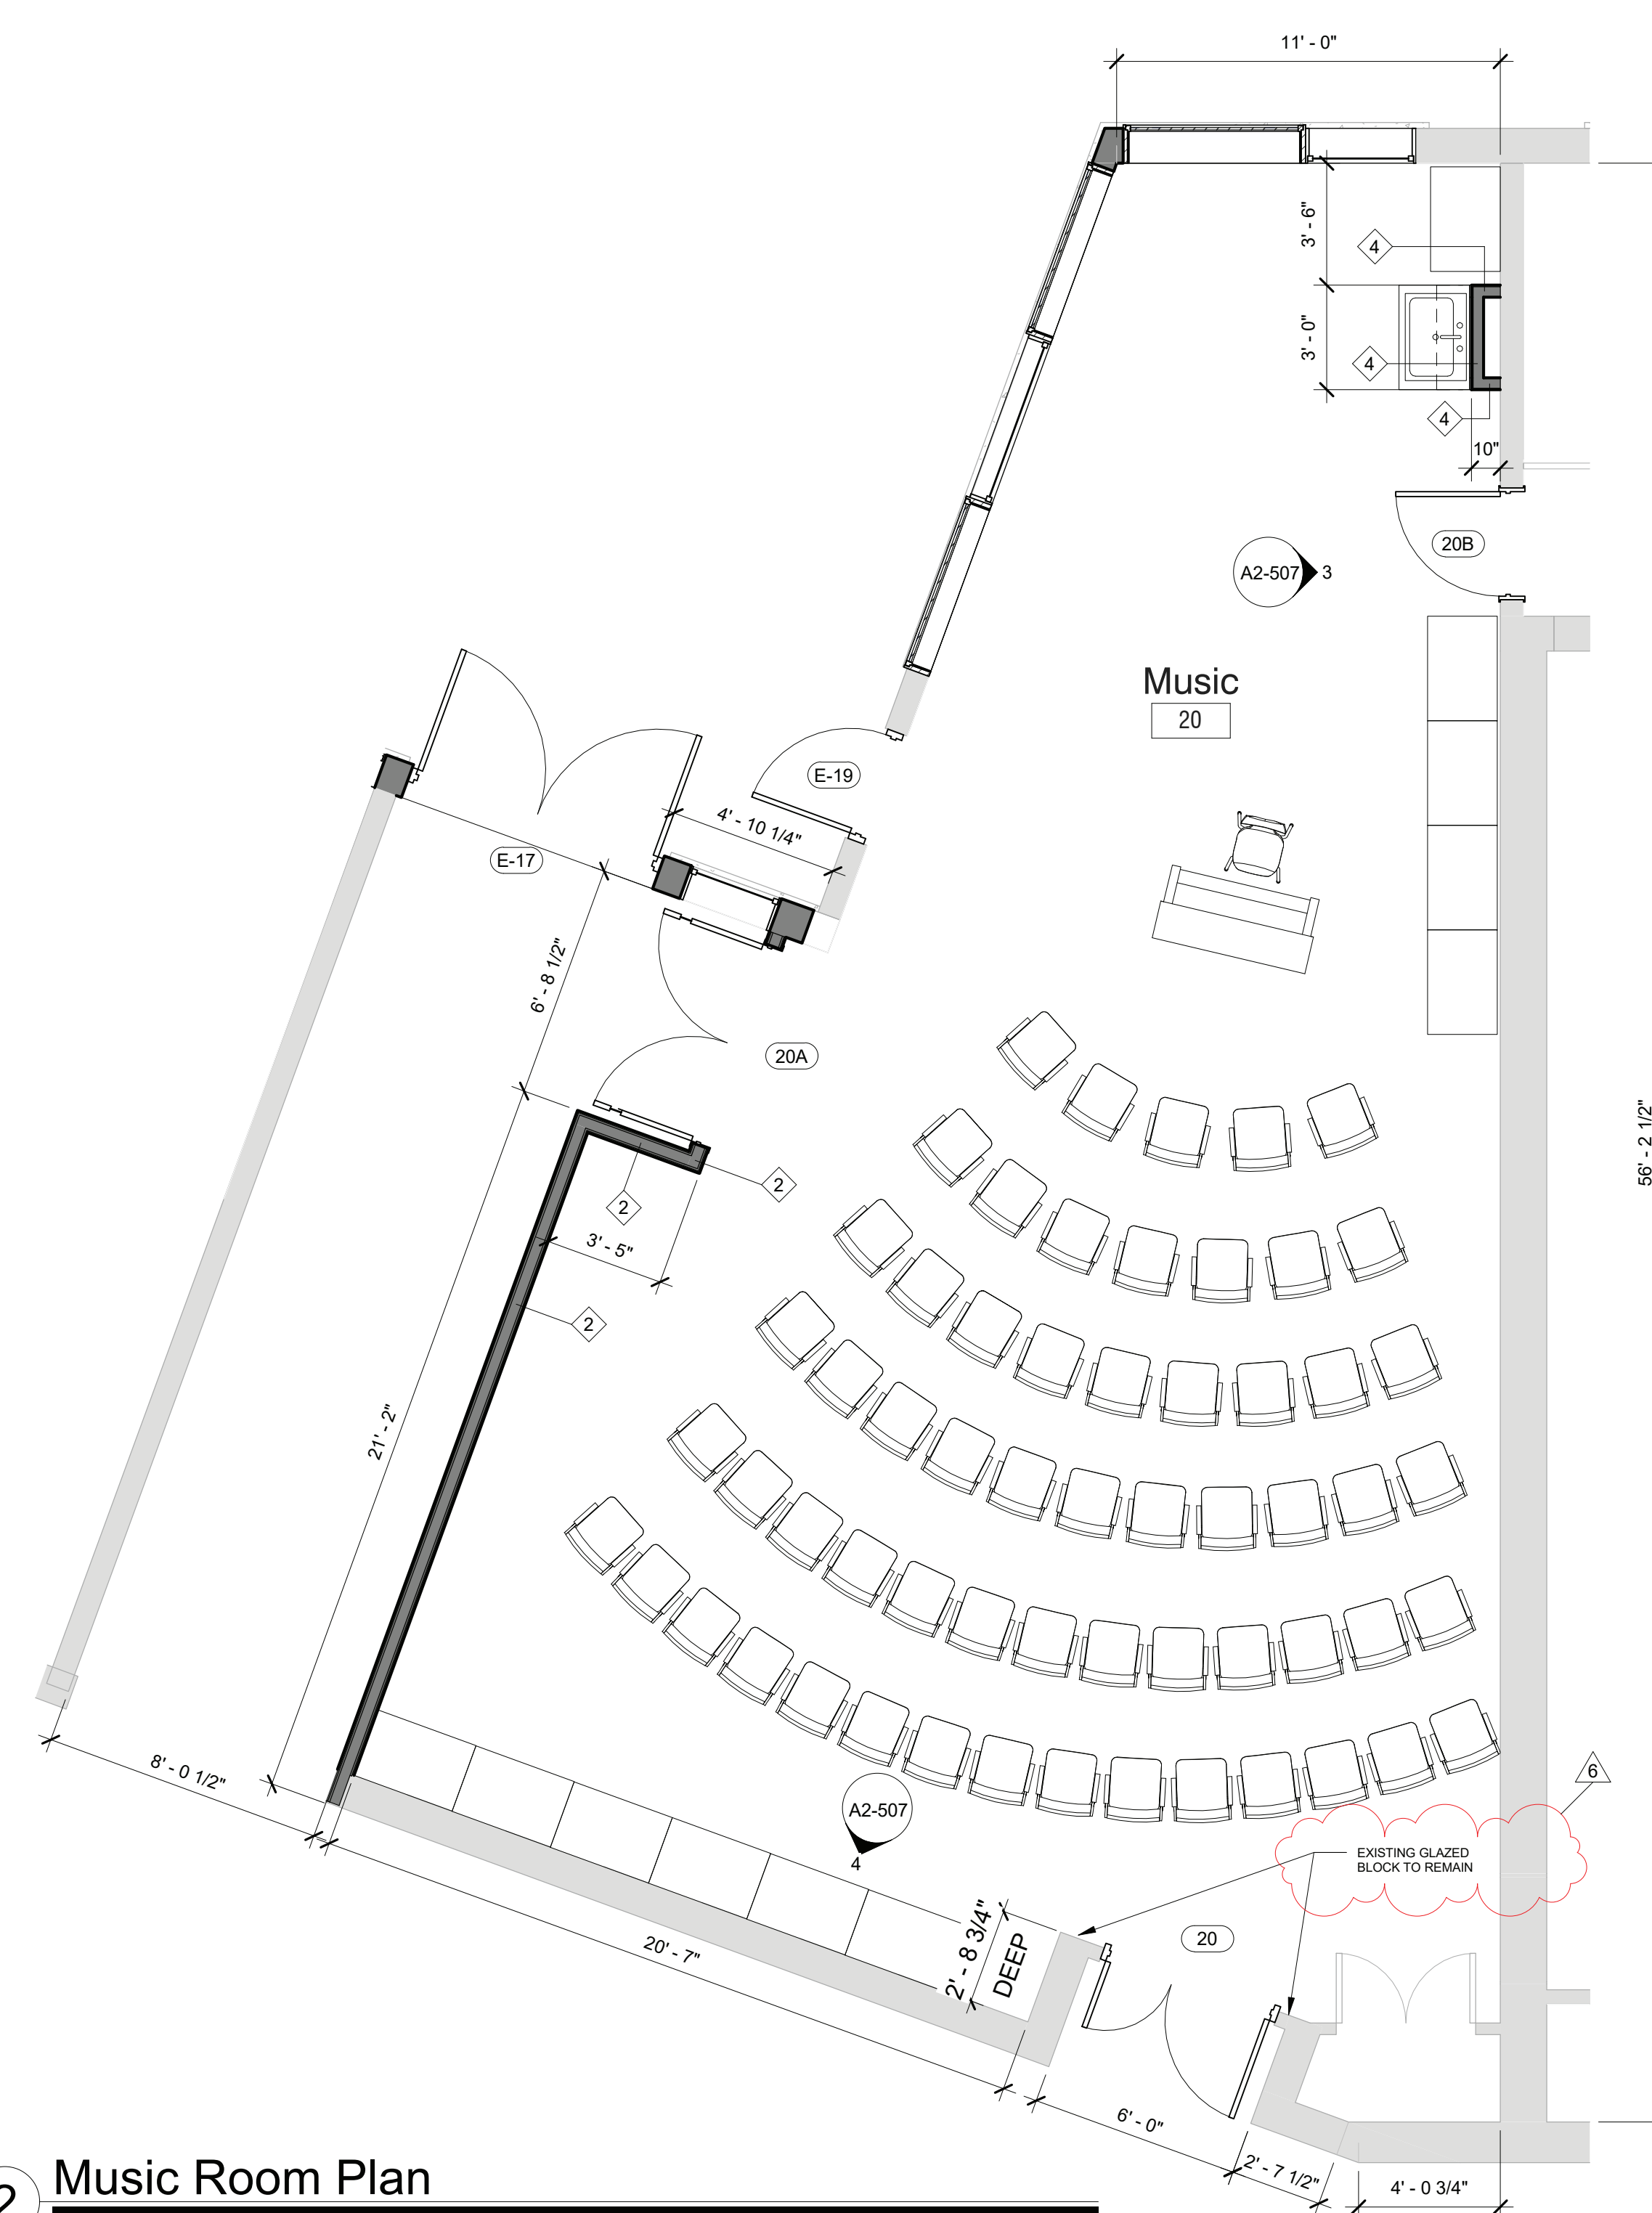 11' - 0"
3' - 6"
4
3' - 0"
4
4
10"
20B
A2-507
3
Music
20
E-19
4' - 10 1/4"
E-17
6' - 8 1/2"
20A
56' - 2 1/2"
2
2
3' - 5"
2
21' - 2"
8' - 0 1/2"
6
A2-507
4
EXISTING GLAZED
BLOCK TO REMAIN
2' - 8 3/4"
DEEP
20
20' - 7"
6' - 0"
2' - 7 1/2"
4' - 0 3/4"
2
Music Room Plan